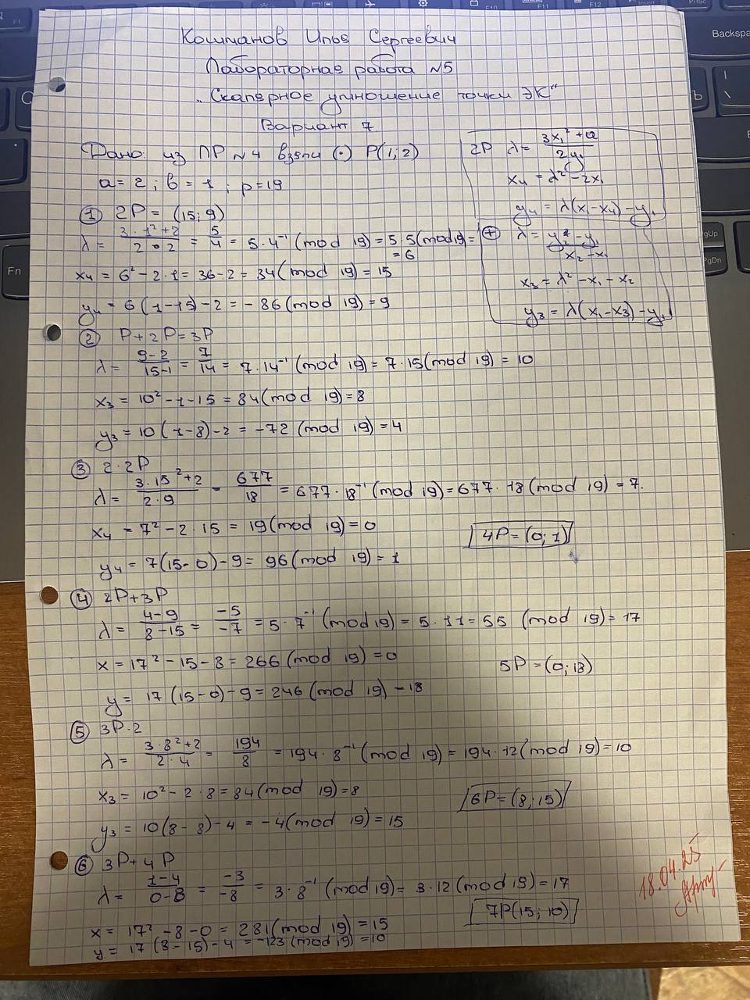 Кошманов Илья Сергеевич
Лабораторная работа №5
„Скалярное умножение точки ЭК“
Вариант 7
Дано: из ПР №4 взяли (·) P(1;2)
a=2; b=1; p=19
2P λ = (3x₁² + a) / (2y₁)
x₄ = λ² - 2x₁
y₄ = λ(x₁-x₄) - y₁
⊕ λ = (y₂ - y₁) / (x₂ - x₁)
x₃ = λ² - x₁ - x₂
y₃ = λ(x₁-x₃) - y₁
① 2P = (15; 9)
λ = (3·1²+2) / (2·2) = 5/4 = 5·4⁻¹ (mod 19) = 5·5 (mod 19) =
= 6
x₄ = 6² - 2·1 = 36-2 = 34 (mod 19) = 15
y₄ = 6(1-15) - 2 = -86 (mod 19) = 9
② P+2P=3P
λ = (9-2) / (15-1) = 7/14 = 7·14⁻¹ (mod 19) = 7·15 (mod 19) = 10
x₃ = 10² - 1 - 15 = 84 (mod 19) = 8
y₃ = 10(1-8) - 2 = -72 (mod 19) = 4
③ 2·2P
λ = (3·15²+2) / (2·9) = 677/18 = 677·18⁻¹ (mod 19) = 677·18 (mod 19) = 7.
x₄ = 7² - 2·15 = 19 (mod 19) = 0
4P = (0; 1)
y₄ = 7(15-0) - 9 = 96 (mod 19) = 1
④ 2P+3P
λ = (4-9) / (8-15) = -5/-7 = 5·7⁻¹ (mod 19) = 5·11 = 55 (mod 19) = 17
x = 17² - 15 - 8 = 266 (mod 19) = 0
5P = (0; 18)
y = 17(15-0) - 9 = 246 (mod 19) - 18
⑤ 3P·2
λ = (3·8²+2) / (2·4) = 194/8 = 194·8⁻¹ (mod 19) = 194·12 (mod 19) = 10
x₃ = 10² - 2·8 = 84 (mod 19) = 8
6P = (8; 15)
y₃ = 10(8-8) - 4 = -4 (mod 19) = 15
⑥ 3P+4P
λ = (1-4) / (0-8) = -3/-8 = 3·8⁻¹ (mod 19) = 3·12 (mod 19) = 17
7P(15; 10)
x = 17² - 8 - 0 = 281 (mod 19) = 15
y = 17(8-15) - 4 = -123 (mod 19) = 10
18.04.25
Backspa
PgUp
PgDn
Fn
F10
F11
F12